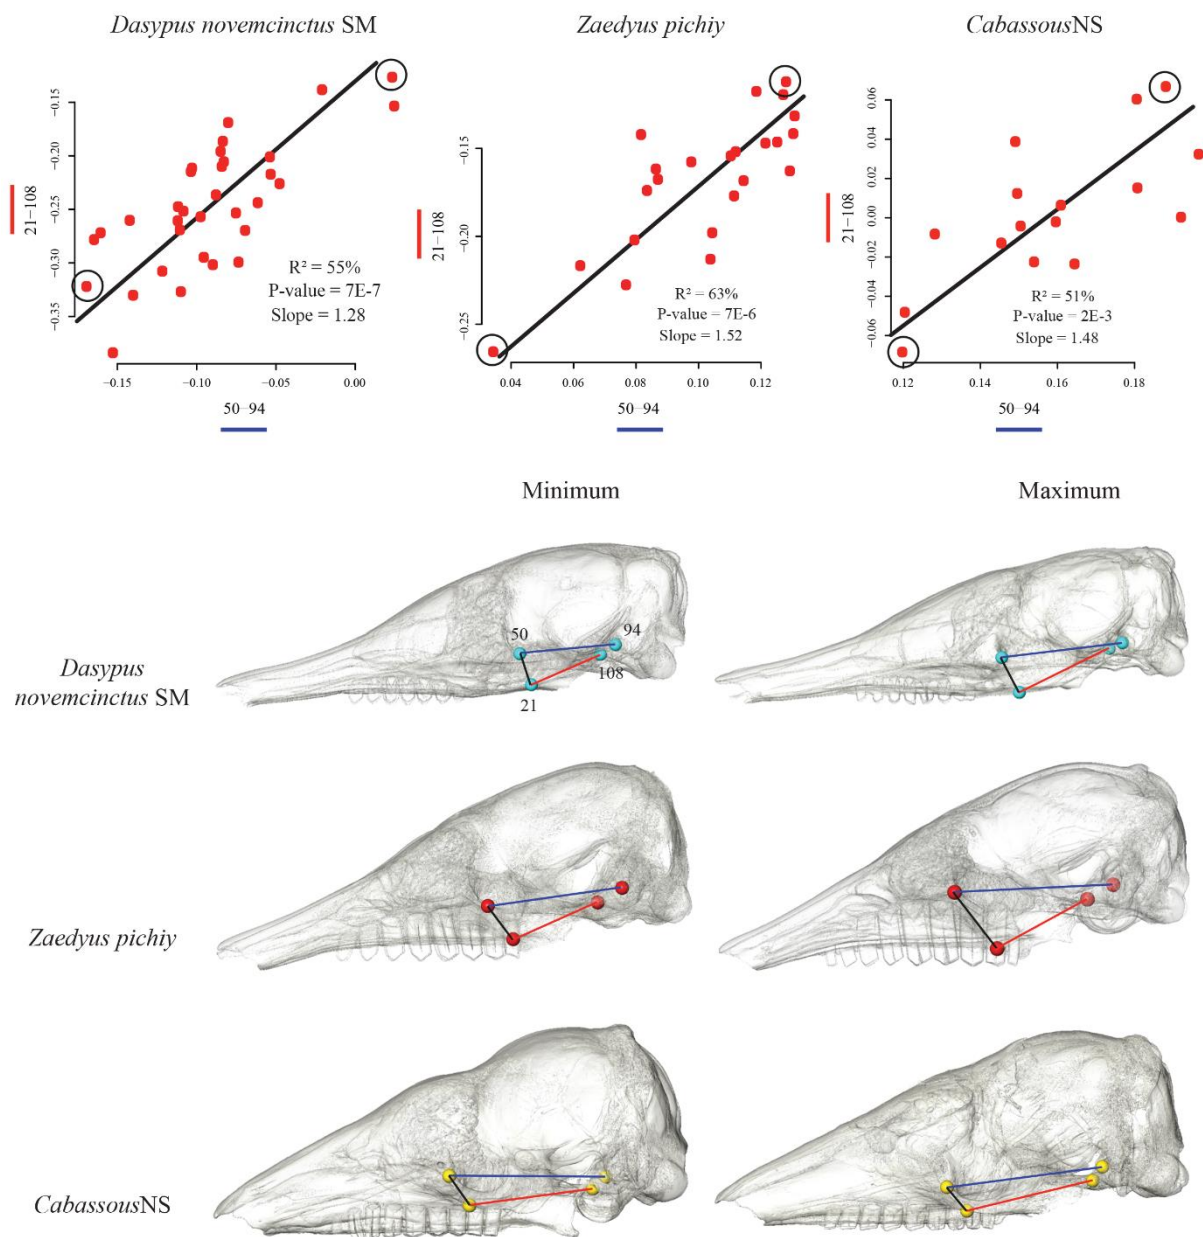 Dasypus novemcinctus SM
Zaedyus pichiy
CabassousNS
21−108
−0.15
−0.20
−0.25
−0.30
−0.35
R² = 55%
P-value = 7E-7
Slope = 1.28
−0.15
−0.10
−0.05
0.00
50−94
21−108
−0.15
−0.20
−0.25
R² = 63%
P-value = 7E-6
Slope = 1.52
0.04
0.06
0.08
0.10
0.12
50−94
21−108
0.06
0.04
0.02
0.00
−0.02
−0.04
−0.06
R² = 51%
P-value = 2E-3
Slope = 1.48
0.12
0.14
0.16
0.18
50−94
Minimum
Maximum
Dasypus
novemcinctus SM
50
94
108
21
Zaedyus pichiy
CabassousNS